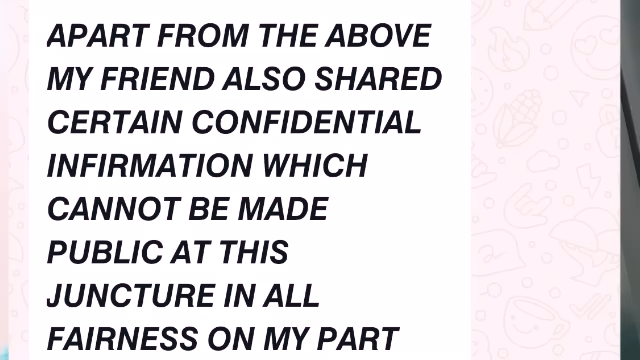 APART FROM THE ABOVE
MY FRIEND ALSO SHARED
CERTAIN CONFIDENTIAL
INFIRMATION WHICH
CANNOT BE MADE
PUBLIC AT THIS
JUNCTURE IN ALL
FAIRNESS ON MY PART